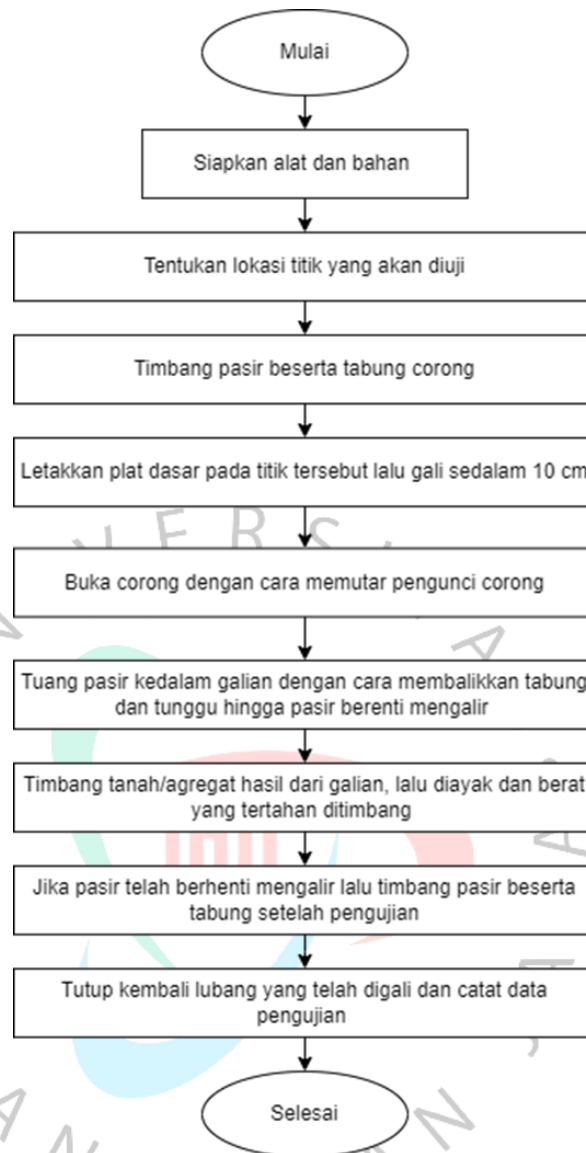 Mulai
Siapkan alat dan bahan
Tentukan lokasi titik yang akan diuji
Timbang pasir beserta tabung corong
Letakkan plat dasar pada titik tersebut lalu gali sedalam 10 cm
Buka corong dengan cara memutar pengunci corong
Tuang pasir kedalam galian dengan cara membalikkan tabung
dan tunggu hingga pasir berenti mengalir
Timbang tanah/agregat hasil dari galian, lalu diayak dan berat
yang tertahan ditimbang
Jika pasir telah berhenti mengalir lalu timbang pasir beserta
tabung setelah pengujian
Tutup kembali lubang yang telah digali dan catat data
pengujian
Selesai